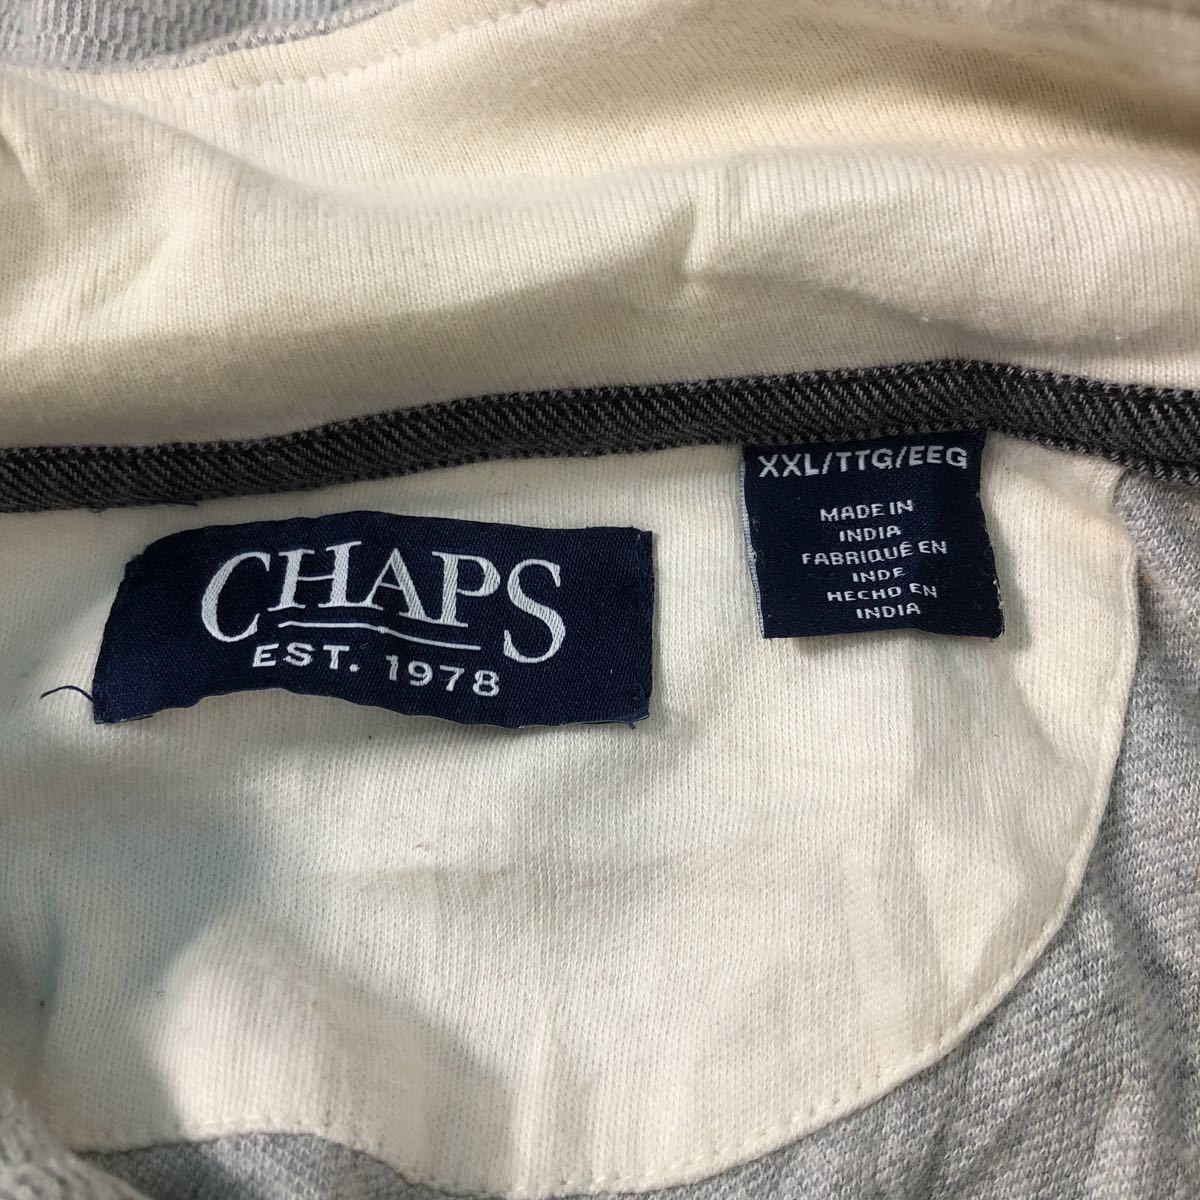 CHAPS
EST. 1978
XXL/TTG/EEG
MADE IN
INDIA
FABRIQUÉ EN
INDE
HECHO EN
INDIA